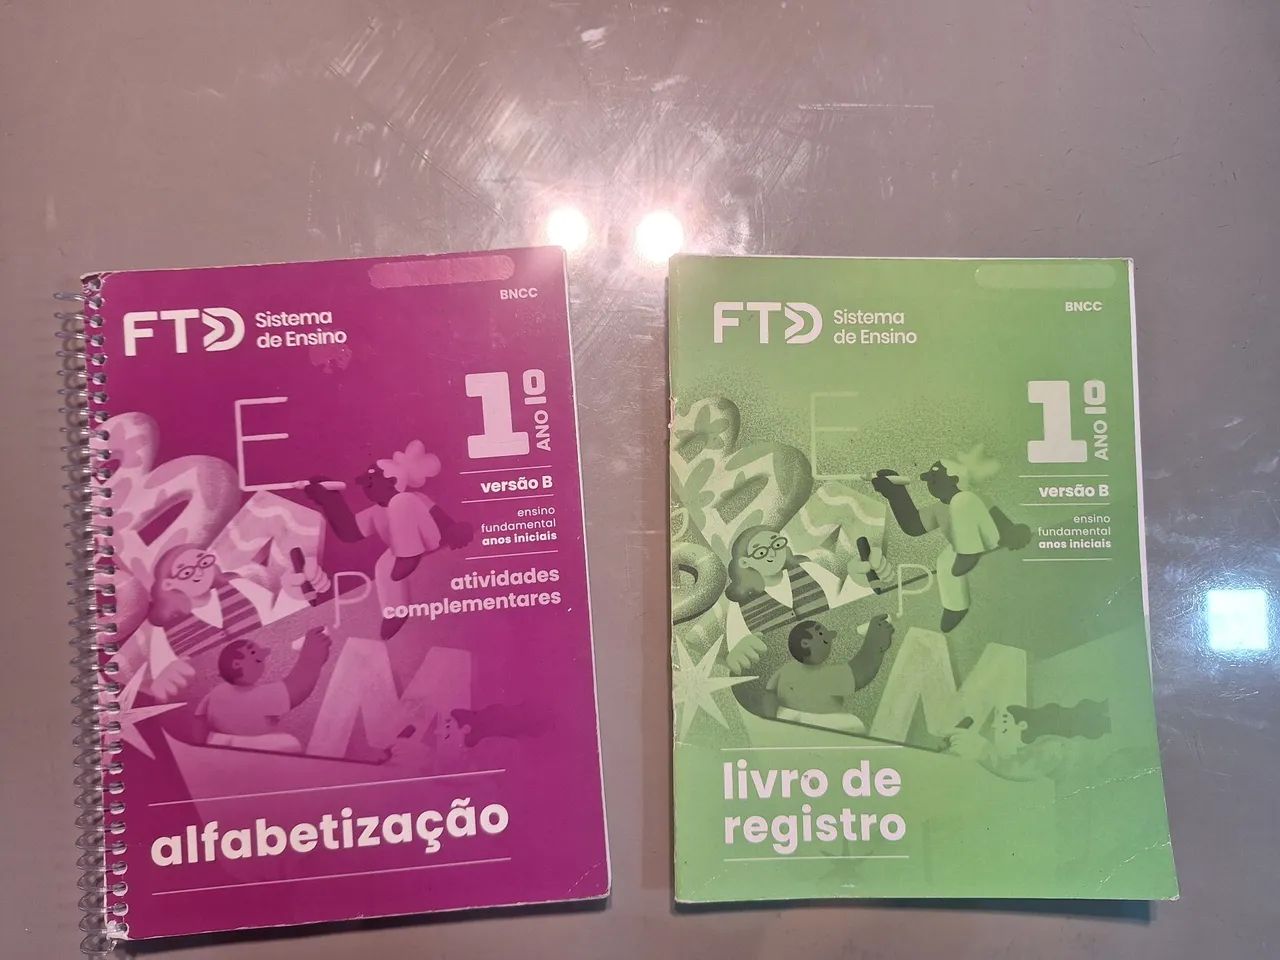 BNCC
FTD Sistema
de Ensino
1º ANO
versão B
ensino
fundamental
anos iniciais
atividades
complementares
E
P
M
alfabetização
BNCC
FTD Sistema
de Ensino
1º ANO
versão B
ensino
fundamental
anos iniciais
E
P
M
livro de
registro